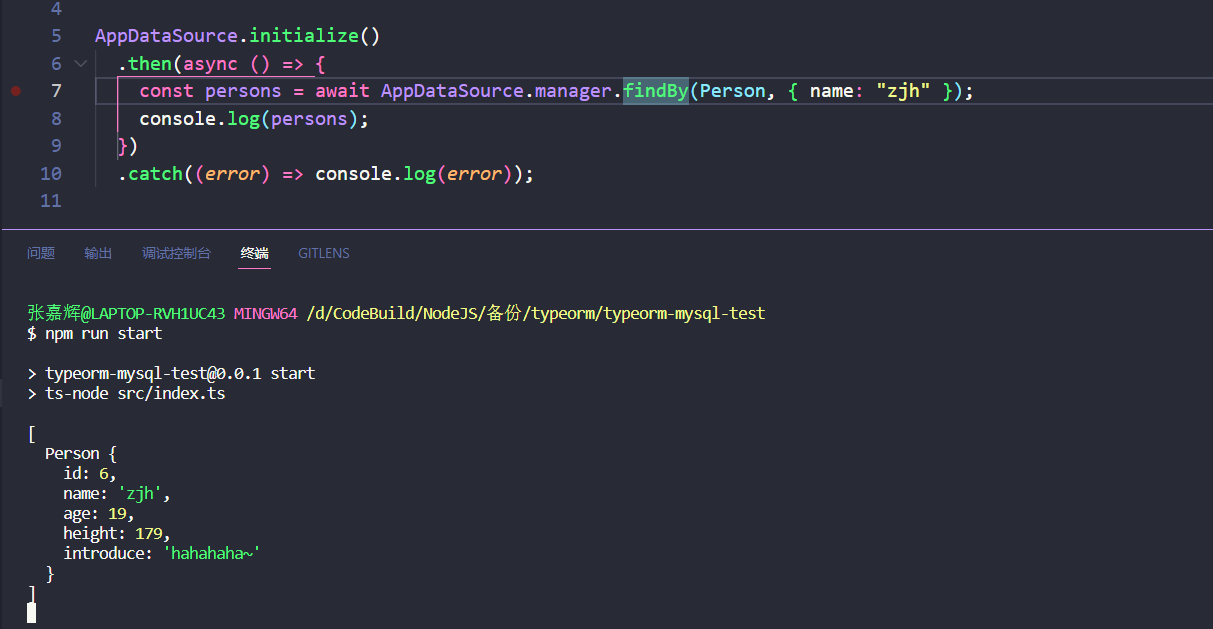 4
5 AppDataSource.initialize()
6 .then(async () => {
7 const persons = await AppDataSource.manager.findBy(Person, { name: "zjh" });
8 console.log(persons);
9 })
10 .catch((error) => console.log(error));
11
问题 输出 调试控制台 终端 GITLENS
张嘉辉@LAPTOP-RVH1UC43 MINGW64 /d/CodeBuild/NodeJS/备份/typeorm/typeorm-mysql-test
$ npm run start
> typeorm-mysql-test@0.0.1 start
> ts-node src/index.ts
[
Person {
id: 6,
name: 'zjh',
age: 19,
height: 179,
introduce: 'hahahaha~'
}
]